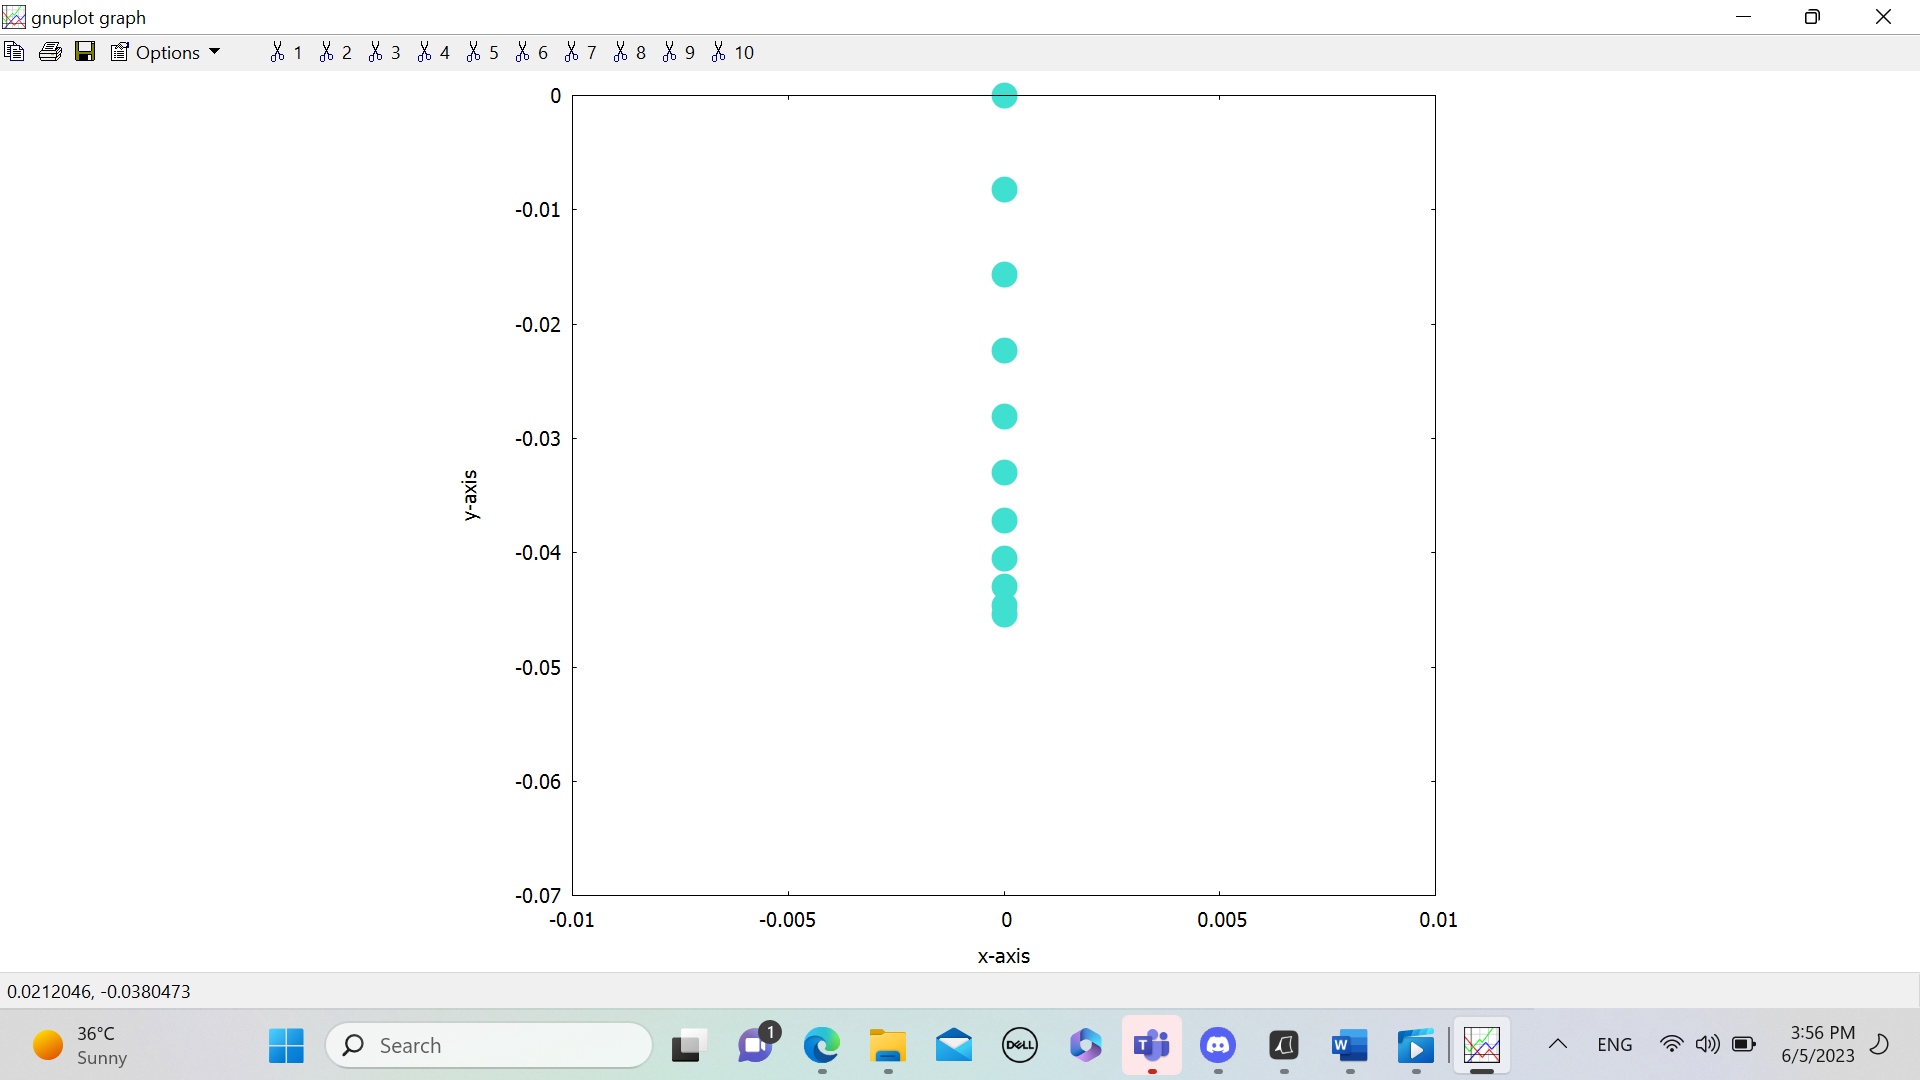 gnuplot graph
Options 1 2 3 4 5 6 7 8 9 10
0
-0.01
-0.02
-0.03
-0.04
-0.05
-0.06
-0.07
y-axis
-0.01 -0.005 0 0.005 0.01
x-axis
0.0212046, -0.0380473
36°C
Sunny
Search
1
DELL
T
W
ENG
3:56 PM
6/5/2023